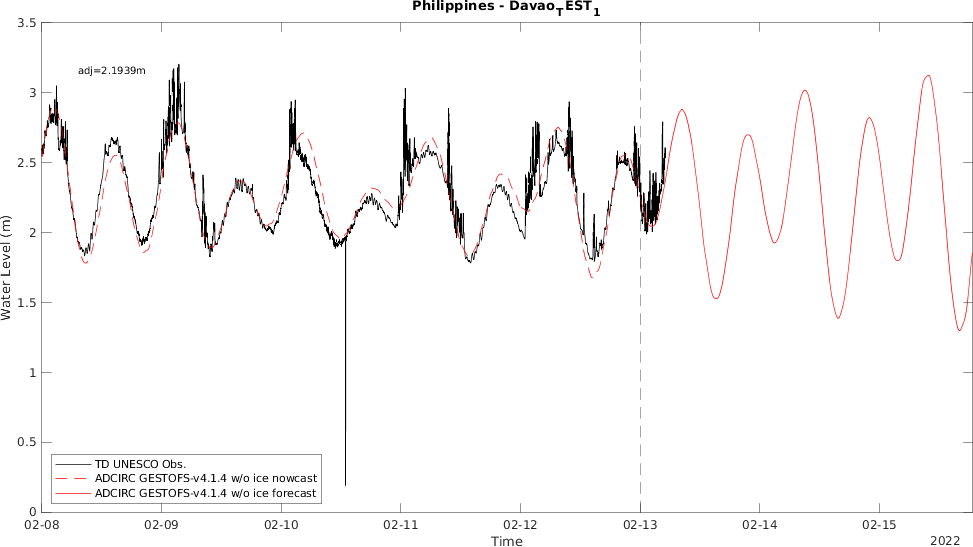 Philippines - DavaoTEST1
3.5
adj=2.1939m
3
2.5
2
Water Level (m)
1.5
1
0.5
TD UNESCO Obs.
ADCIRC GESTOFS-v4.1.4 w/o ice nowcast
ADCIRC GESTOFS-v4.1.4 w/o ice forecast
0
02-08 02-09 02-10 02-11 02-12 02-13 02-14 02-15
Time
2022